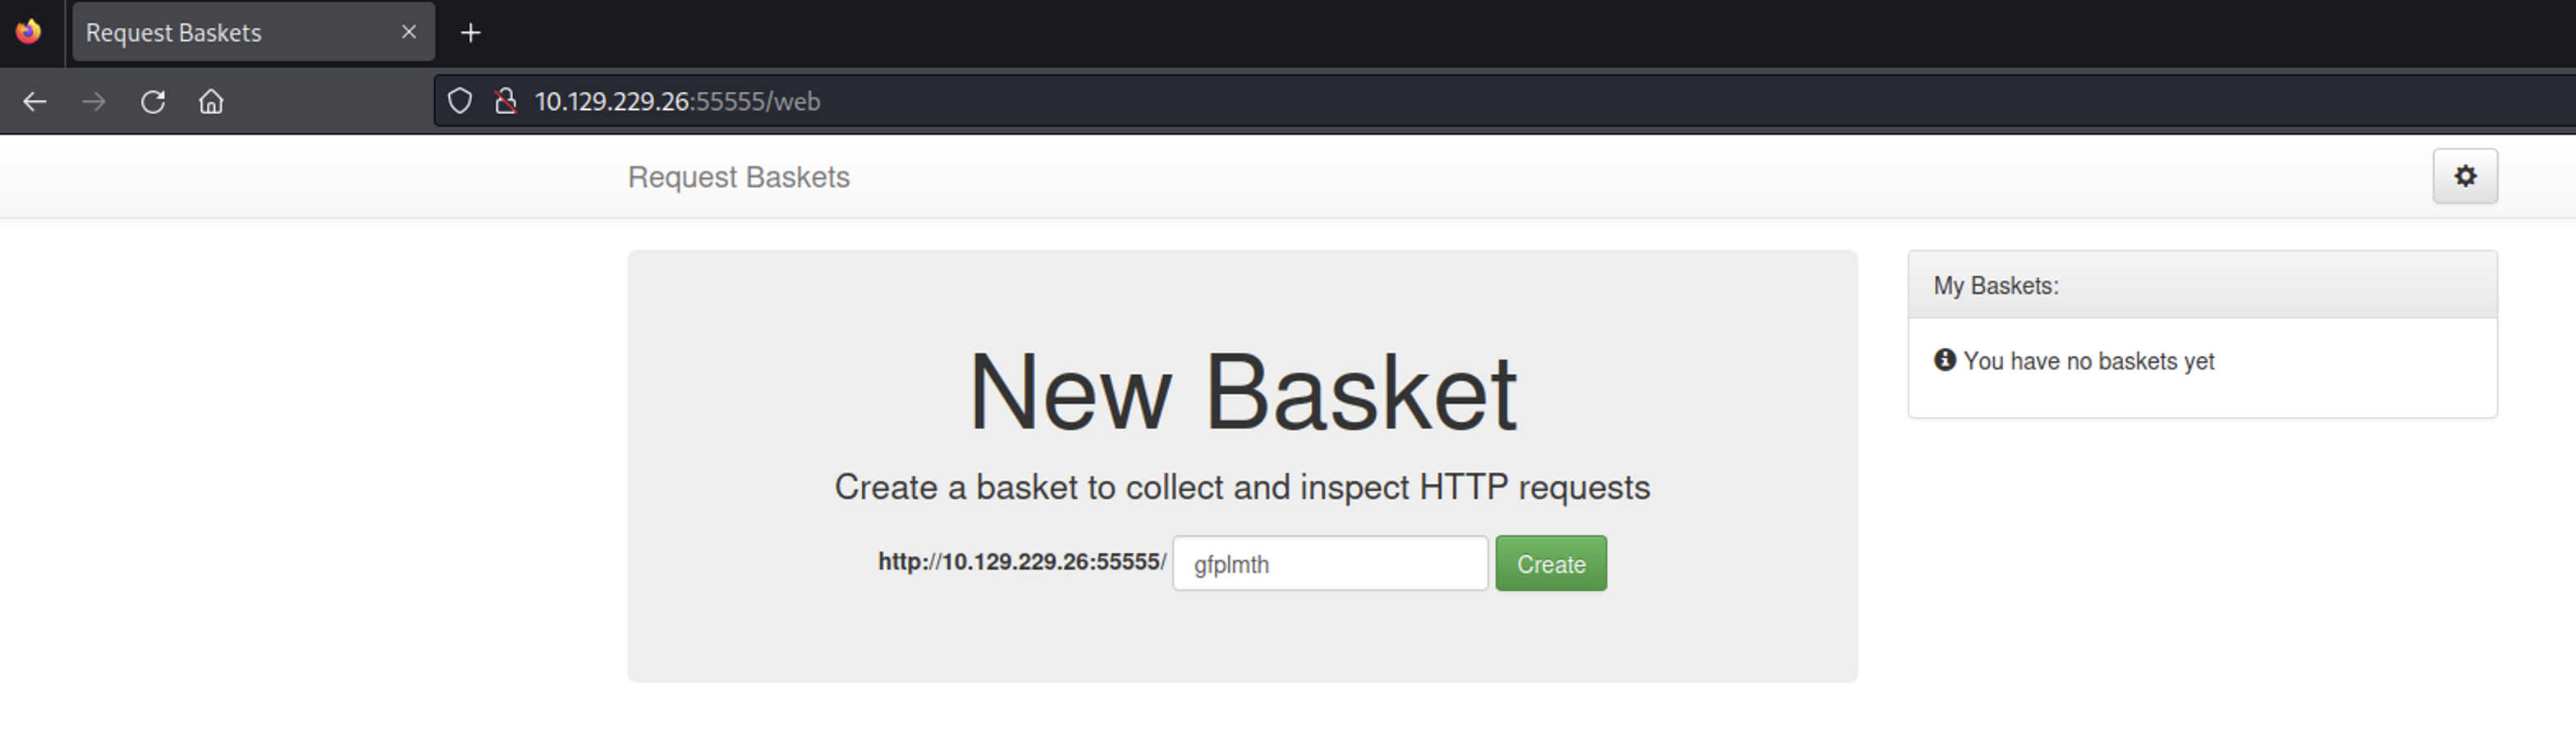 Request Baskets
10.129.229.26:55555/web
Request Baskets
New Basket
Create a basket to collect and inspect HTTP requests
http://10.129.229.26:55555/ gfplmth Create
My Baskets:
You have no baskets yet